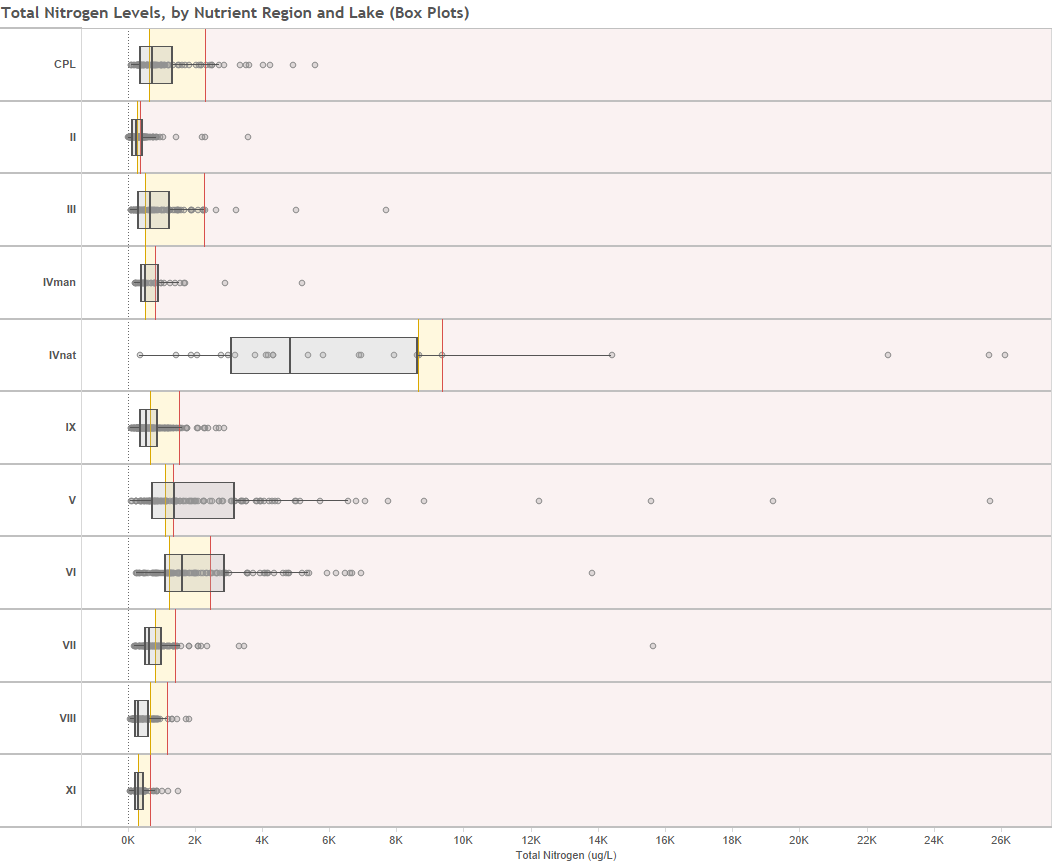 Total Nitrogen Levels, by Nutrient Region and Lake (Box Plots)
CPL
II
III
IVman
IVnat
IX
V
VI
VII
VIII
XI
0K 2K 4K 6K 8K 10K 12K 14K 16K 18K 20K 22K 24K 26K
Total Nitrogen (ug/L)